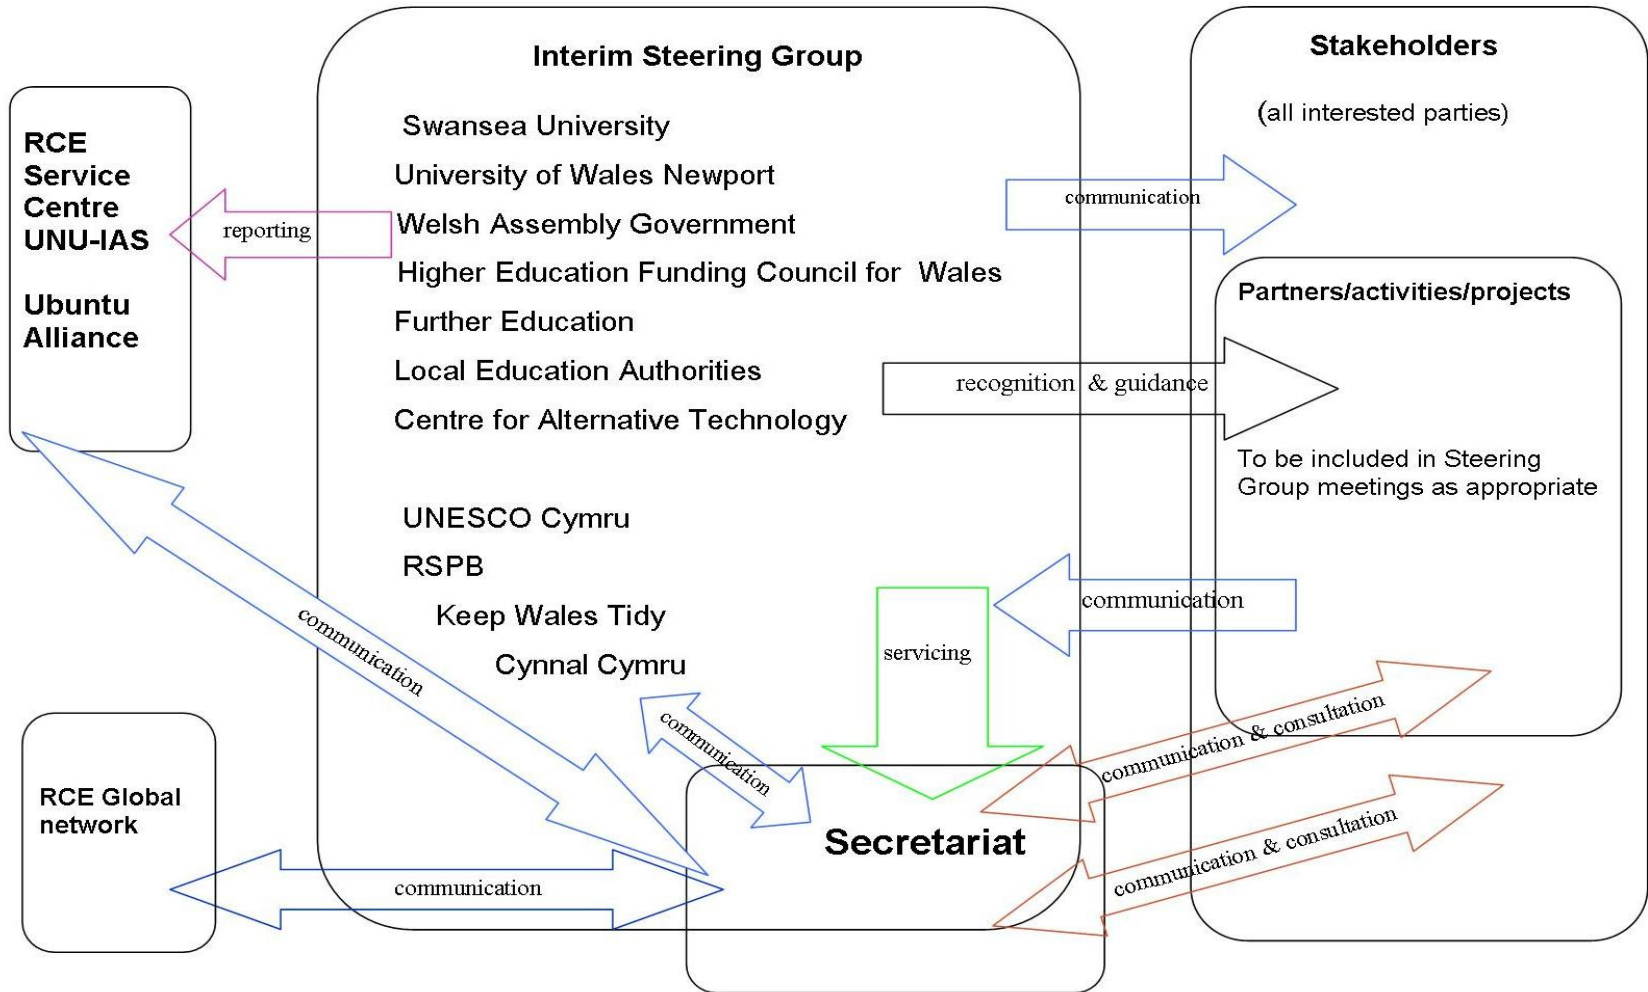 Interim Steering Group
Swansea University
University of Wales Newport
Welsh Assembly Government
Higher Education Funding Council for Wales
Further Education
Local Education Authorities
Centre for Alternative Technology
UNESCO Cymru
RSPB
Keep Wales Tidy
Cynnal Cymru
Stakeholders
(all interested parties)
Partners/activities/projects
To be included in Steering
Group meetings as appropriate
RCE
Service
Centre
UNU-IAS
Ubuntu
Alliance
RCE Global
network
Secretariat
reporting
communication
recognition & guidance
communication
servicing
communication
communication
communication
communication & consultation
communication & consultation